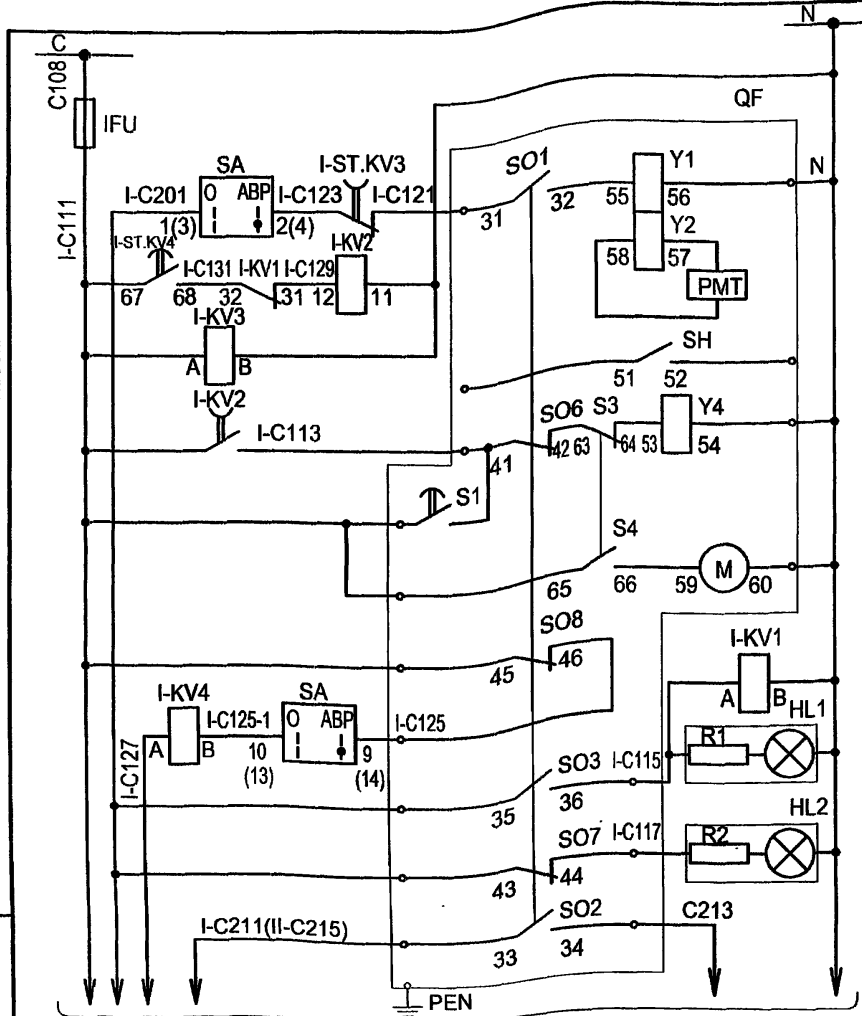 C N
C108
IFU
QF
SA I-ST.KV3 SO1 Y1
I-C201 O ABP I-C123 I-C121 N
1(3) 2(4) 31 32 55 56
I-C111
I-ST.KV4 I-KV2 Y2
I-C131 I-KV1 I-C129 58 57
67 68 32 31 12 11 PMT
I-KV3
SH
A B 51 52
I-KV2
I-C113 SO6 S3 Y4
41 42 63 64 53 54
S1
S4
M
65 66 59 60
SO8
45 46
I-KV1
I-KV4 SA A B
I-C125-1 O ABP I-C125 HL1
A B 10 9 R1
(13) (14)
I-C127
SO3 I-C115
35 36
HL2
SO7 I-C117 R2
43 44
I-C211(II-C215) SO2 C213
33 34
PEN